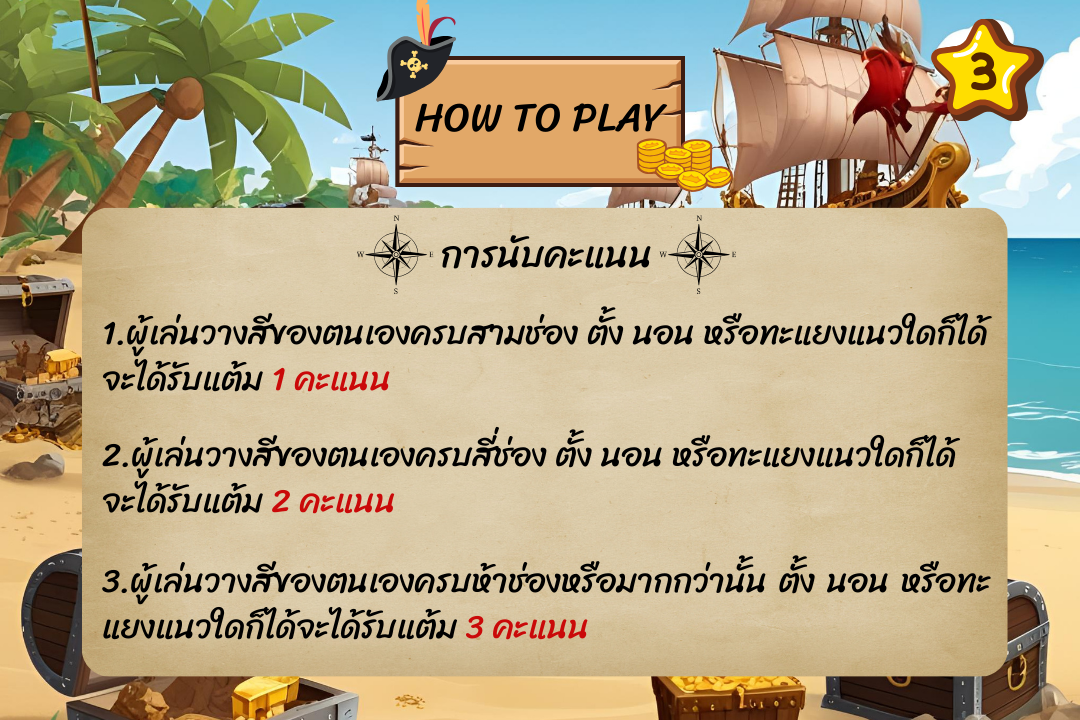 HOW TO PLAY
3
N
W E
S
การนับคะแนน
N
W E
S
1.ผู้เล่นวางสีของตนเองครบสามช่อง ตั้ง นอน หรือทะแยงแนวใดก็ได้
จะได้รับแต้ม 1 คะแนน
2.ผู้เล่นวางสีของตนเองครบสี่ช่อง ตั้ง นอน หรือทะแยงแนวใดก็ได้
จะได้รับแต้ม 2 คะแนน
3.ผู้เล่นวางสีของตนเองครบห้าช่องหรือมากกว่านั้น ตั้ง นอน หรือทะ
แยงแนวใดก็ได้จะได้รับแต้ม 3 คะแนน